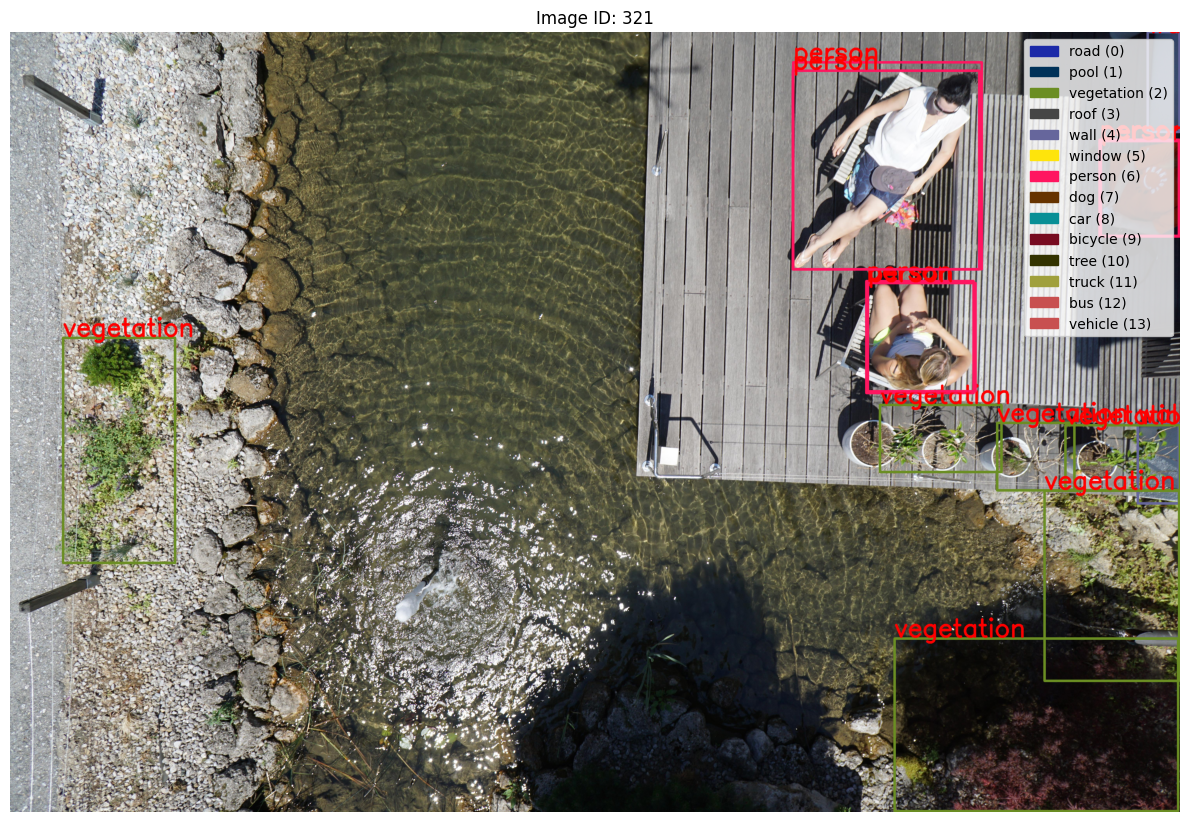 Image ID: 321
person
person
road (0)
pool (1)
vegetation (2)
roof (3)
wall (4)
window (5)
person (6)
dog (7)
car (8)
bicycle (9)
tree (10)
truck (11)
bus (12)
vehicle (13)
person
person
vegetation
vegetation
vegetation
vegetation
vegetation